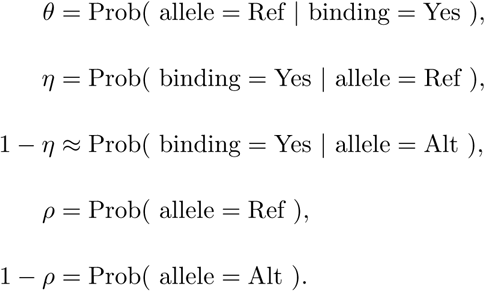 θ = Prob( allele = Ref | binding = Yes ),
η = Prob( binding = Yes | allele = Ref ),
1 − η ≈ Prob( binding = Yes | allele = Alt ),
ρ = Prob( allele = Ref ),
1 − ρ = Prob( allele = Alt ).